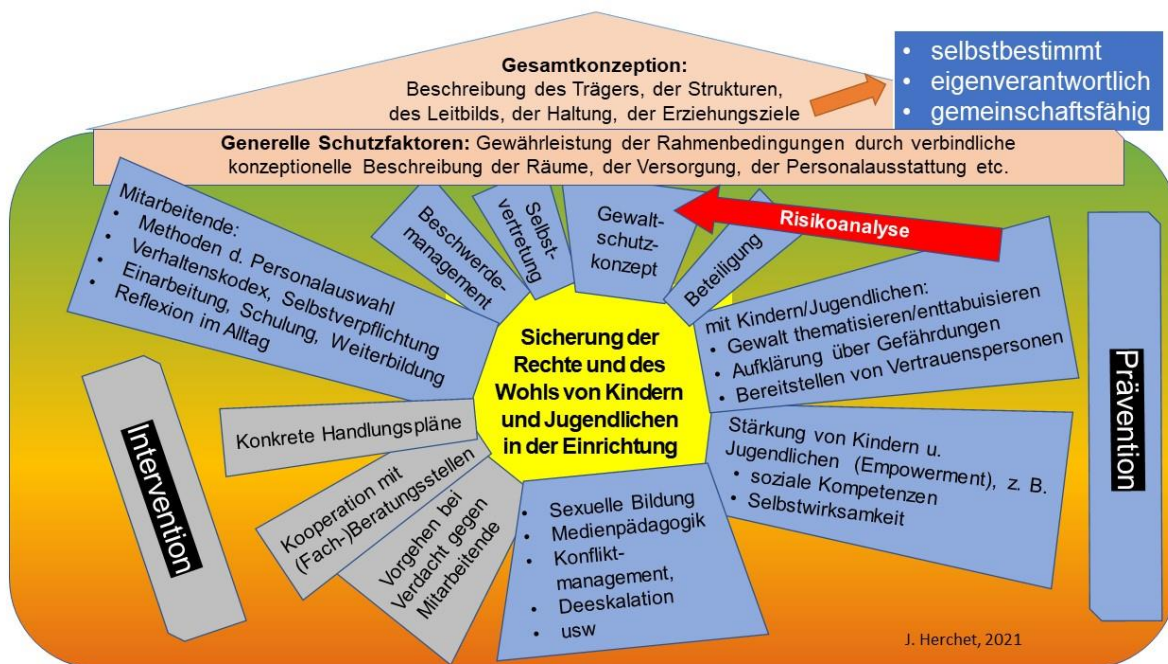 Gesamtkonzeption:
Beschreibung des Trägers, der Strukturen,
des Leitbilds, der Haltung, der Erziehungsziele
• selbstbestimmt
• eigenverantwortlich
• gemeinschaftsfähig
Generelle Schutzfaktoren: Gewährleistung der Rahmenbedingungen durch verbindliche
konzeptionelle Beschreibung der Räume, der Versorgung, der Personalausstattung etc.
Mitarbeitende:
• Methoden d. Personalauswahl
• Verhaltenskodex, Selbstverpflichtung
• Einarbeitung, Schulung, Weiterbildung
• Reflexion im Alltag
Beschwerde-
management
Selbst-
vertretung
Gewalt-
schutz-
konzept
Beteiligung
Risikoanalyse
mit Kindern/Jugendlichen:
• Gewalt thematisieren/enttabuisieren
• Aufklärung über Gefährdungen
• Bereitstellen von Vertrauenspersonen
Prävention
Sicherung der
Rechte und des
Wohls von Kindern
und Jugendlichen
in der Einrichtung
Stärkung von Kindern u.
Jugendlichen (Empowerment), z. B.
• soziale Kompetenzen
• Selbstwirksamkeit
Intervention
Konkrete Handlungspläne
Kooperation mit
(Fach-)Beratungsstellen
Vorgehen bei
Verdacht gegen
Mitarbeitende
• Sexuelle Bildung
• Medienpädagogik
• Konflikt-
management,
• Deeskalation
• usw
J. Herchet, 2021